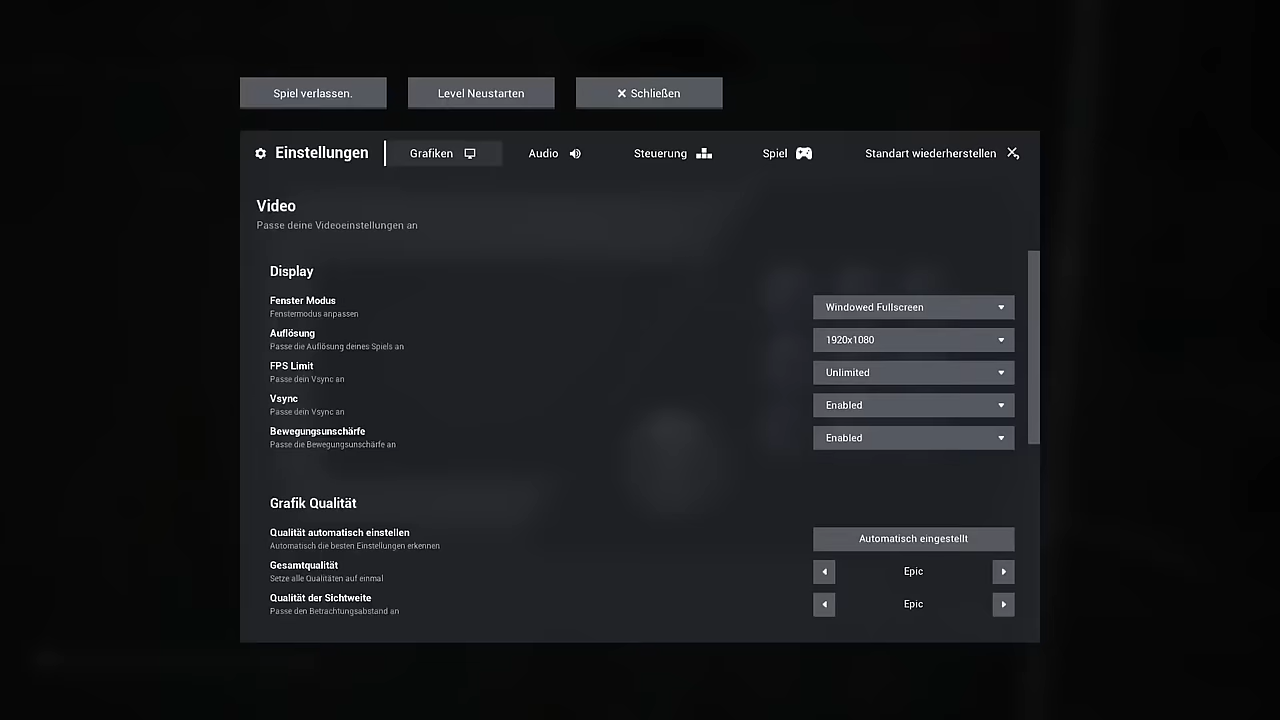 Spiel verlassen.
Level Neustarten
Schließen
Einstellungen
Grafiken
Audio
Steuerung
Spiel
Standart wiederherstellen
Video
Passe deine Videoeinstellungen an
Display
Fenster Modus
Windowed Fullscreen
Fenstermodus anpassen
Auflösung
1920x1080
Passe die Auflösung deines Spiels an
FPS Limit
Unlimited
Passe dein Vsync an
Vsync
Enabled
Passe dein Vsync an
Bewegungsunschärfe
Enabled
Passe die Bewegungsunschärfe an
Grafik Qualität
Qualität automatisch einstellen
Automatisch eingestellt
Automatisch die besten Einstellungen erkennen
Gesamtqualität
Epic
Setze alle Qualitäten auf einmal
Qualität der Sichtweite
Epic
Passe den Betrachtungsabstand an